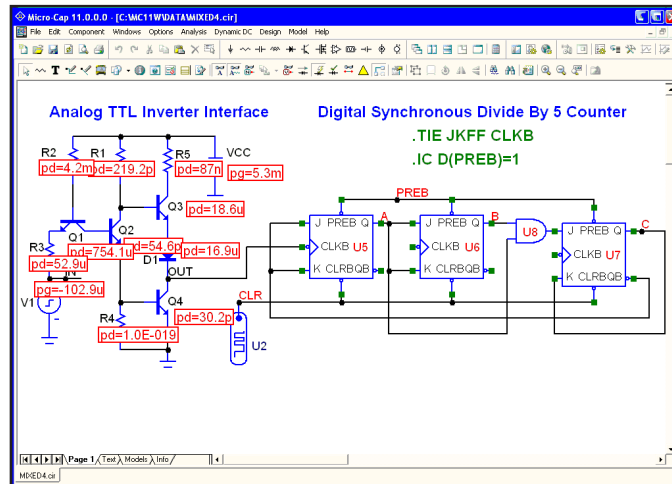 Micro-Cap 11.0.0.0 - [C:\MC11W\DATA\MIXED4.cir]
File Edit Component Windows Options Analysis Dynamic DC Design Model Help
Analog TTL Inverter Interface
Digital Synchronous Divide By 5 Counter
.TIE JKFF CLKB
.IC D(PREB)=1
R2
R1
R5
VCC
pd=4.2m
pd=219.2p
pd=87n
pg=5.3m
Q3
pd=18.6u
Q1
Q2
R3
pd=754.1u
pd=54.6p
pd=16.9u
D1
pd=52.9u
IN
OUT
pg=-102.9u
V1
Q4
R4
pd=30.2p
pd=1.0E-019
CLR
U2
PREB
A
B
C
J PREB Q
CLKB U5
K CLRBQB
J PREB Q
CLKB U6
K CLRBQB
U8
J PREB Q
CLKB U7
K CLRBQB
Page 1 Text Models Info
MIXED4.cir